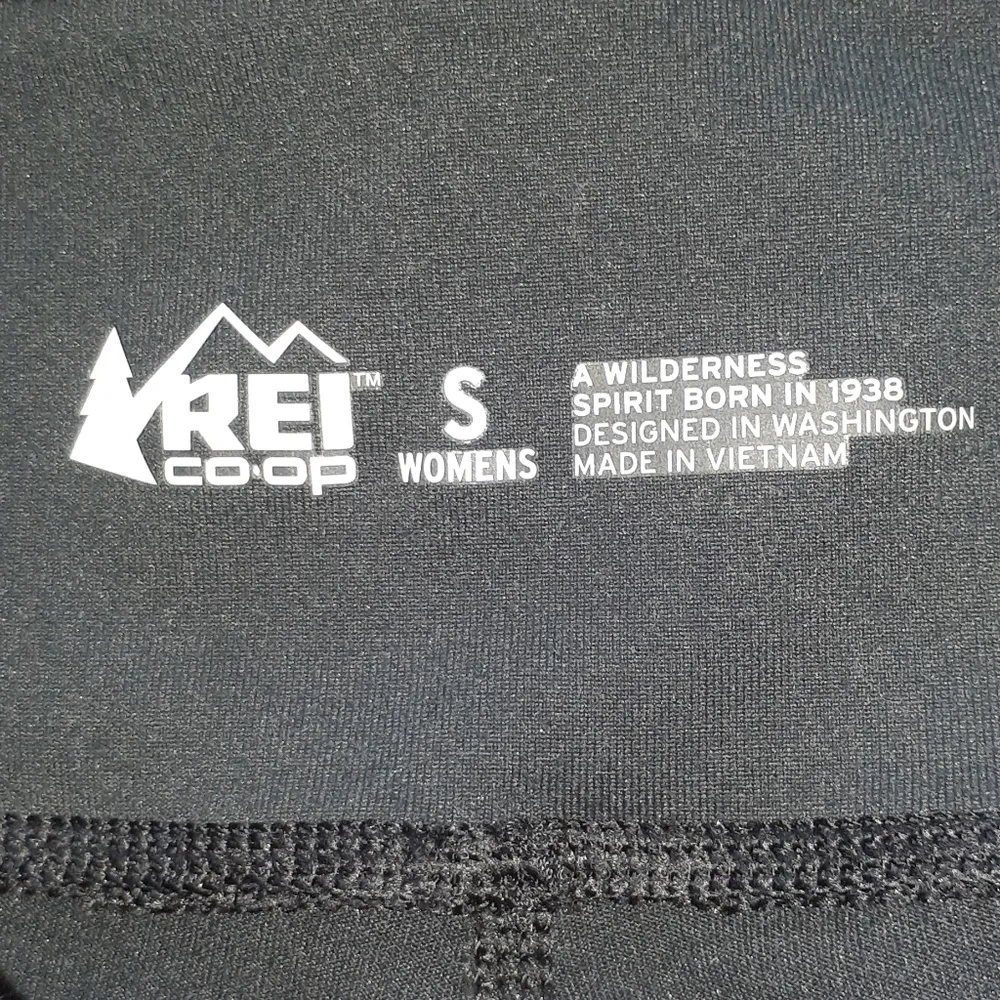 REI™
co·op
S
WOMENS
A WILDERNESS
SPIRIT BORN IN 1938
DESIGNED IN WASHINGTON
MADE IN VIETNAM